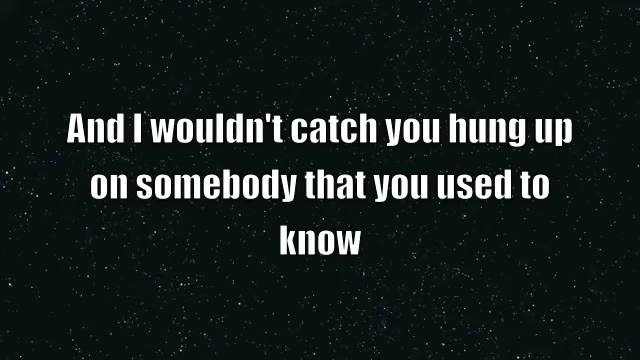 And I wouldn't catch you hung up
on somebody that you used to
know